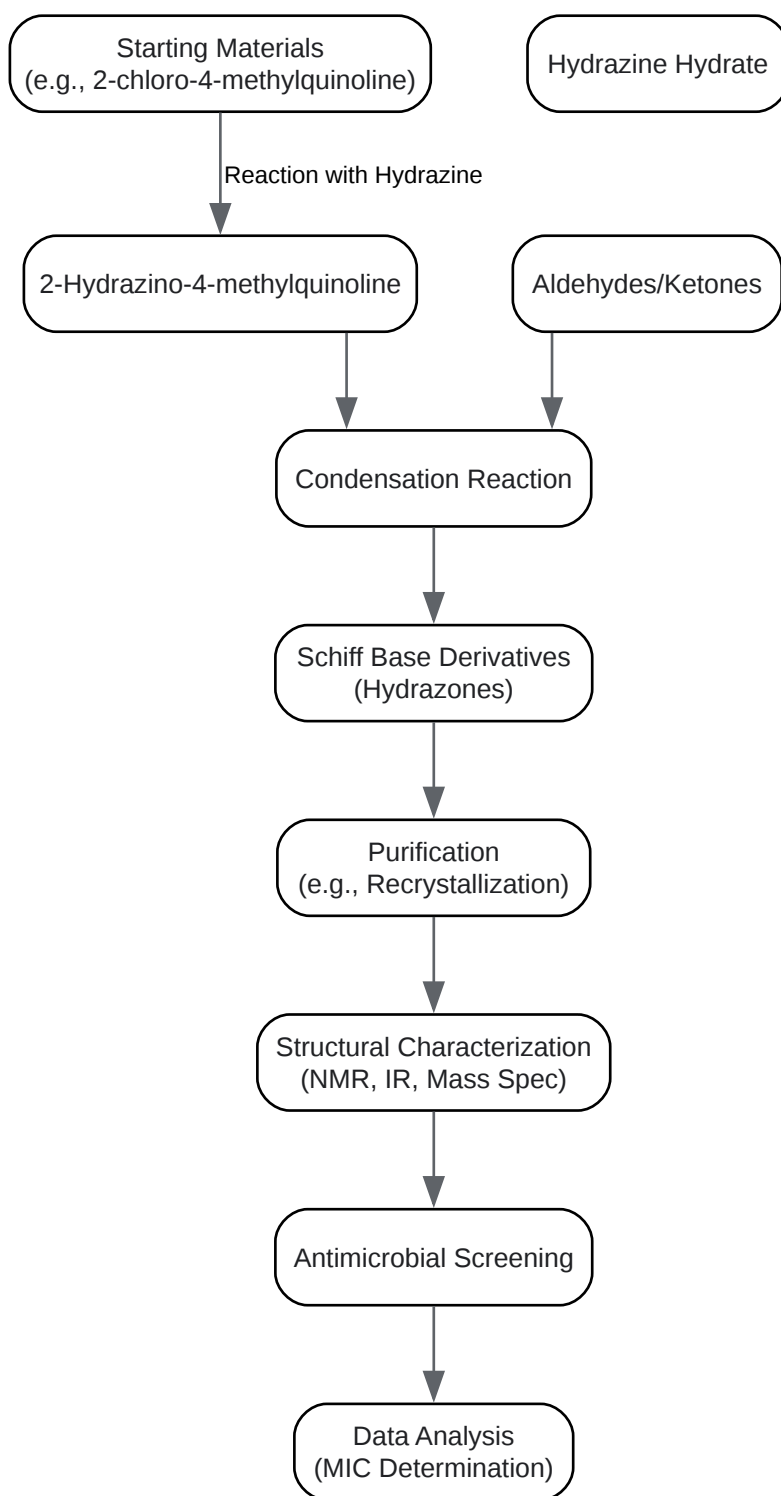 Starting Materials
(e.g., 2-chloro-4-methylquinoline)
Hydrazine Hydrate
Reaction with Hydrazine
2-Hydrazino-4-methylquinoline
Aldehydes/Ketones
Condensation Reaction
Schiff Base Derivatives
(Hydrazones)
Purification
(e.g., Recrystallization)
Structural Characterization
(NMR, IR, Mass Spec)
Antimicrobial Screening
Data Analysis
(MIC Determination)